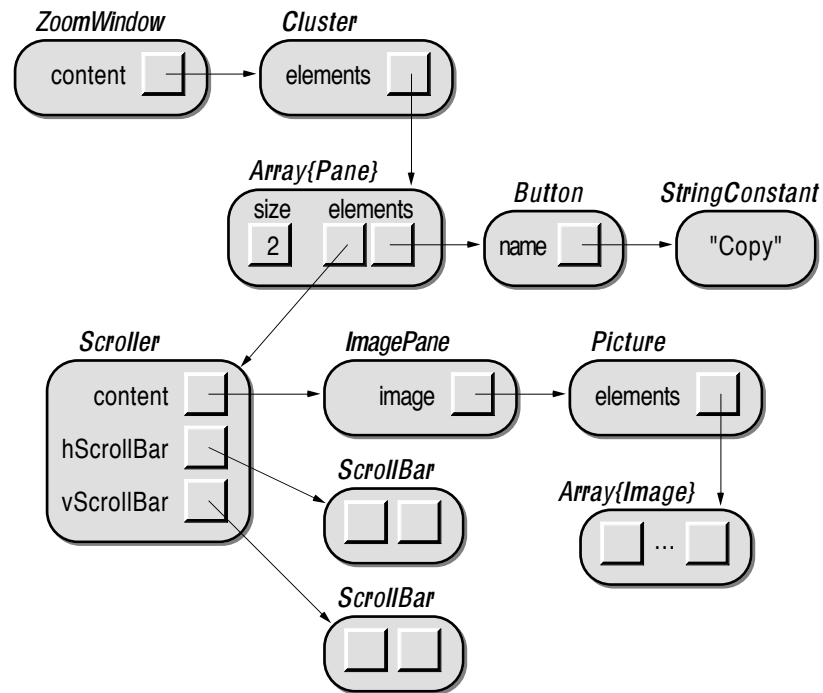 ZoomWindow
Cluster
content
elements
Array{Pane}
size
elements
2
Button
name
StringConstant
"Copy"
Scroller
content
hScrollBar
vScrollBar
ImagePane
image
Picture
elements
ScrollBar
Array{Image}
...
ScrollBar